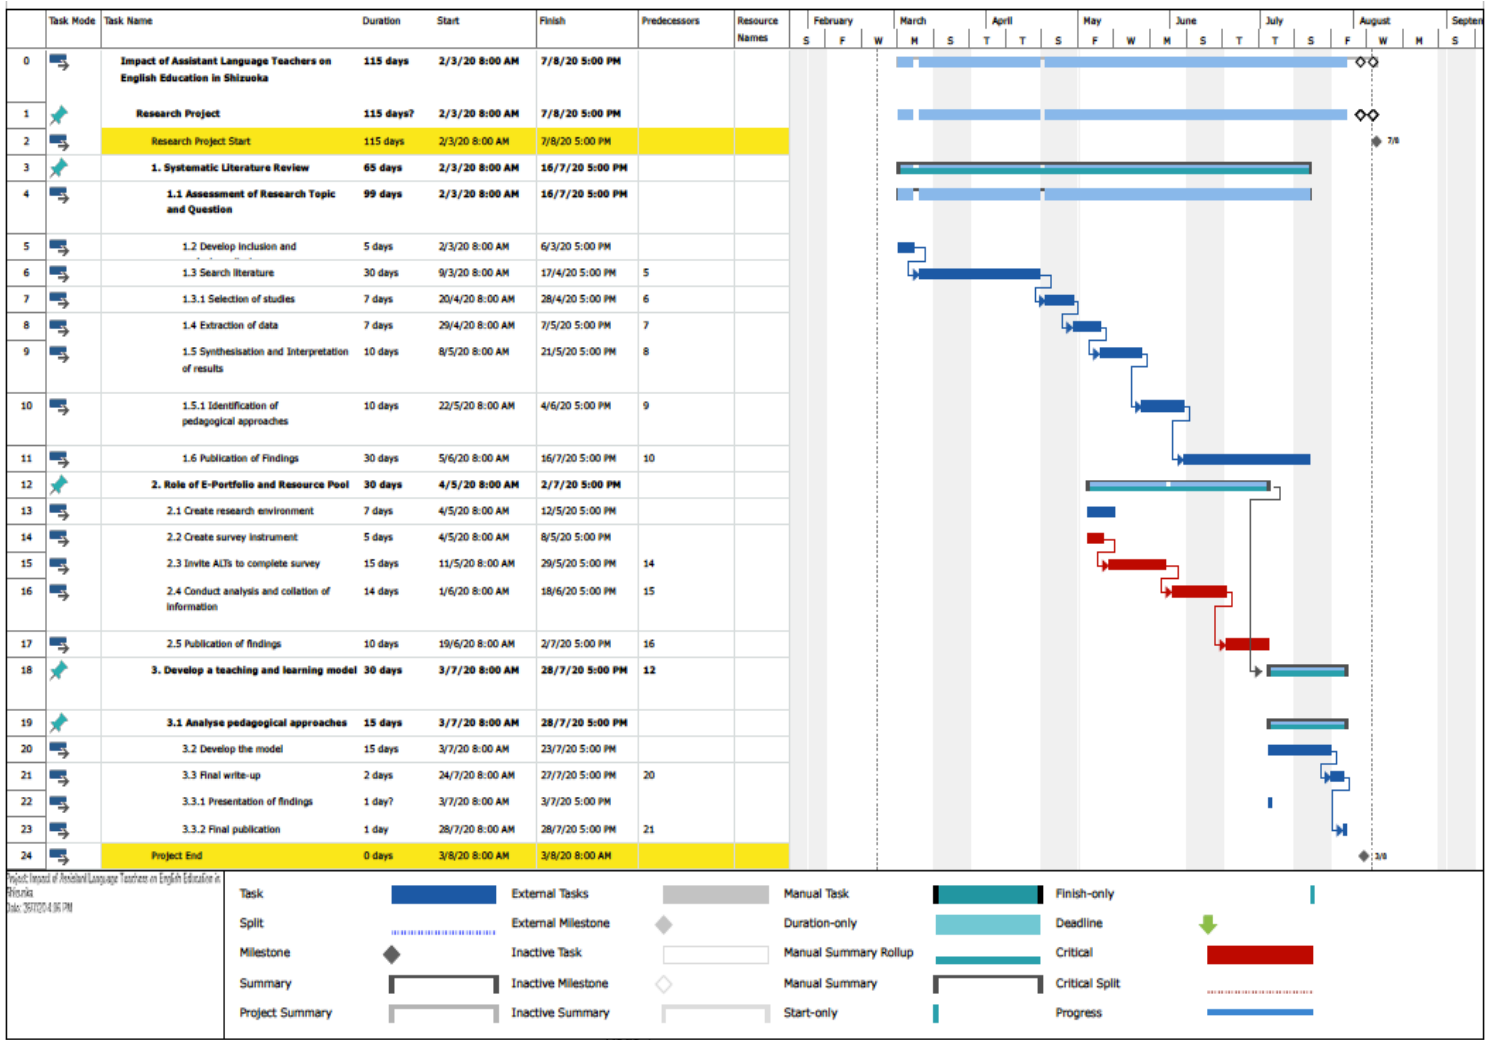 Task Mode Task Name Duration Start Finish Predecessors Resource Names
February March April May June July August Septen
S F W M S T T S F W M S T T S F W M S
0 Impact of Assistant Language Teachers on 115 days 2/3/20 8:00 AM 7/8/20 5:00 PM
English Education in Shizuoka
1 Research Project 115 days? 2/3/20 8:00 AM 7/8/20 5:00 PM
2 Research Project Start 115 days 2/3/20 8:00 AM 7/8/20 5:00 PM 7/8
3 1. Systematic Literature Review 65 days 2/3/20 8:00 AM 16/7/20 5:00 PM
4 1.1 Assessment of Research Topic 99 days 2/3/20 8:00 AM 16/7/20 5:00 PM
and Question
5 1.2 Develop inclusion and 5 days 2/3/20 8:00 AM 6/3/20 5:00 PM
6 1.3 Search literature 30 days 9/3/20 8:00 AM 17/4/20 5:00 PM 5
7 1.3.1 Selection of studies 7 days 20/4/20 8:00 AM 28/4/20 5:00 PM 6
8 1.4 Extraction of data 7 days 29/4/20 8:00 AM 7/5/20 5:00 PM 7
9 1.5 Synthesisation and Interpretation 10 days 8/5/20 8:00 AM 21/5/20 5:00 PM 8
of results
10 1.5.1 Identification of 10 days 22/5/20 8:00 AM 4/6/20 5:00 PM 9
pedagogical approaches
11 1.6 Publication of Findings 30 days 5/6/20 8:00 AM 16/7/20 5:00 PM 10
12 2. Role of E-Portfolio and Resource Pool 30 days 4/5/20 8:00 AM 2/7/20 5:00 PM
13 2.1 Create research environment 7 days 4/5/20 8:00 AM 12/5/20 5:00 PM
14 2.2 Create survey instrument 5 days 4/5/20 8:00 AM 8/5/20 5:00 PM
15 2.3 Invite ALTs to complete survey 15 days 11/5/20 8:00 AM 29/5/20 5:00 PM 14
16 2.4 Conduct analysis and collation of 14 days 1/6/20 8:00 AM 18/6/20 5:00 PM 15
information
17 2.5 Publication of findings 10 days 19/6/20 8:00 AM 2/7/20 5:00 PM 16
18 3. Develop a teaching and learning model 30 days 3/7/20 8:00 AM 28/7/20 5:00 PM 12
19 3.1 Analyse pedagogical approaches 15 days 3/7/20 8:00 AM 28/7/20 5:00 PM
20 3.2 Develop the model 15 days 3/7/20 8:00 AM 23/7/20 5:00 PM
21 3.3 Final write-up 2 days 24/7/20 8:00 AM 27/7/20 5:00 PM 20
22 3.3.1 Presentation of findings 1 day? 3/7/20 8:00 AM 3/7/20 5:00 PM
23 3.3.2 Final publication 1 day 28/7/20 8:00 AM 28/7/20 5:00 PM 21
24 Project End 0 days 3/8/20 8:00 AM 3/8/20 8:00 AM 3/8
Project: Impact of Assistant Language Teachers on English Education in
Shizuoka
Task External Tasks Manual Task Finish-only
Split External Milestone Duration-only Deadline
Milestone Inactive Task Manual Summary Rollup Critical
Summary Inactive Milestone Manual Summary Critical Split
Project Summary Inactive Summary Start-only Progress